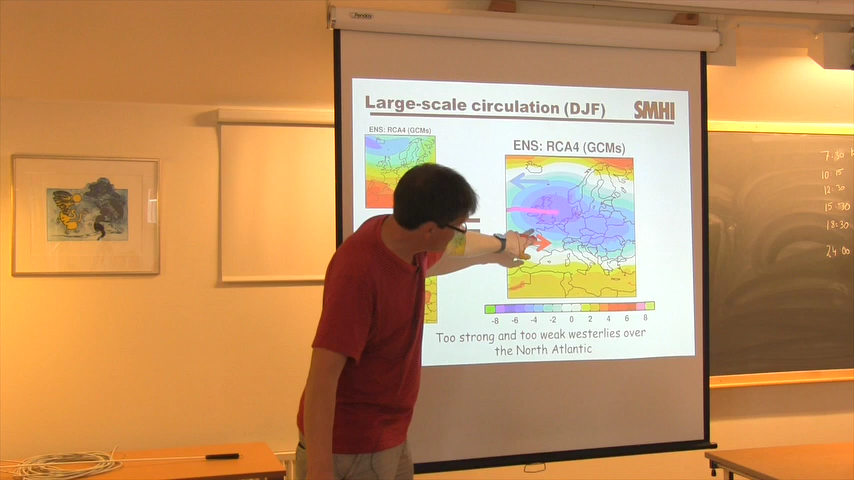 Large-scale circulation (DJF)
SMHI
ENS: RCA4 (GCMs)
ENS: RCA4 (GCMs)
-8 -6 -4 -2 0 2 4 6 8
Too strong and too weak westerlies over
the North Atlantic
7:30
10:15
12:30
18:30
24:00